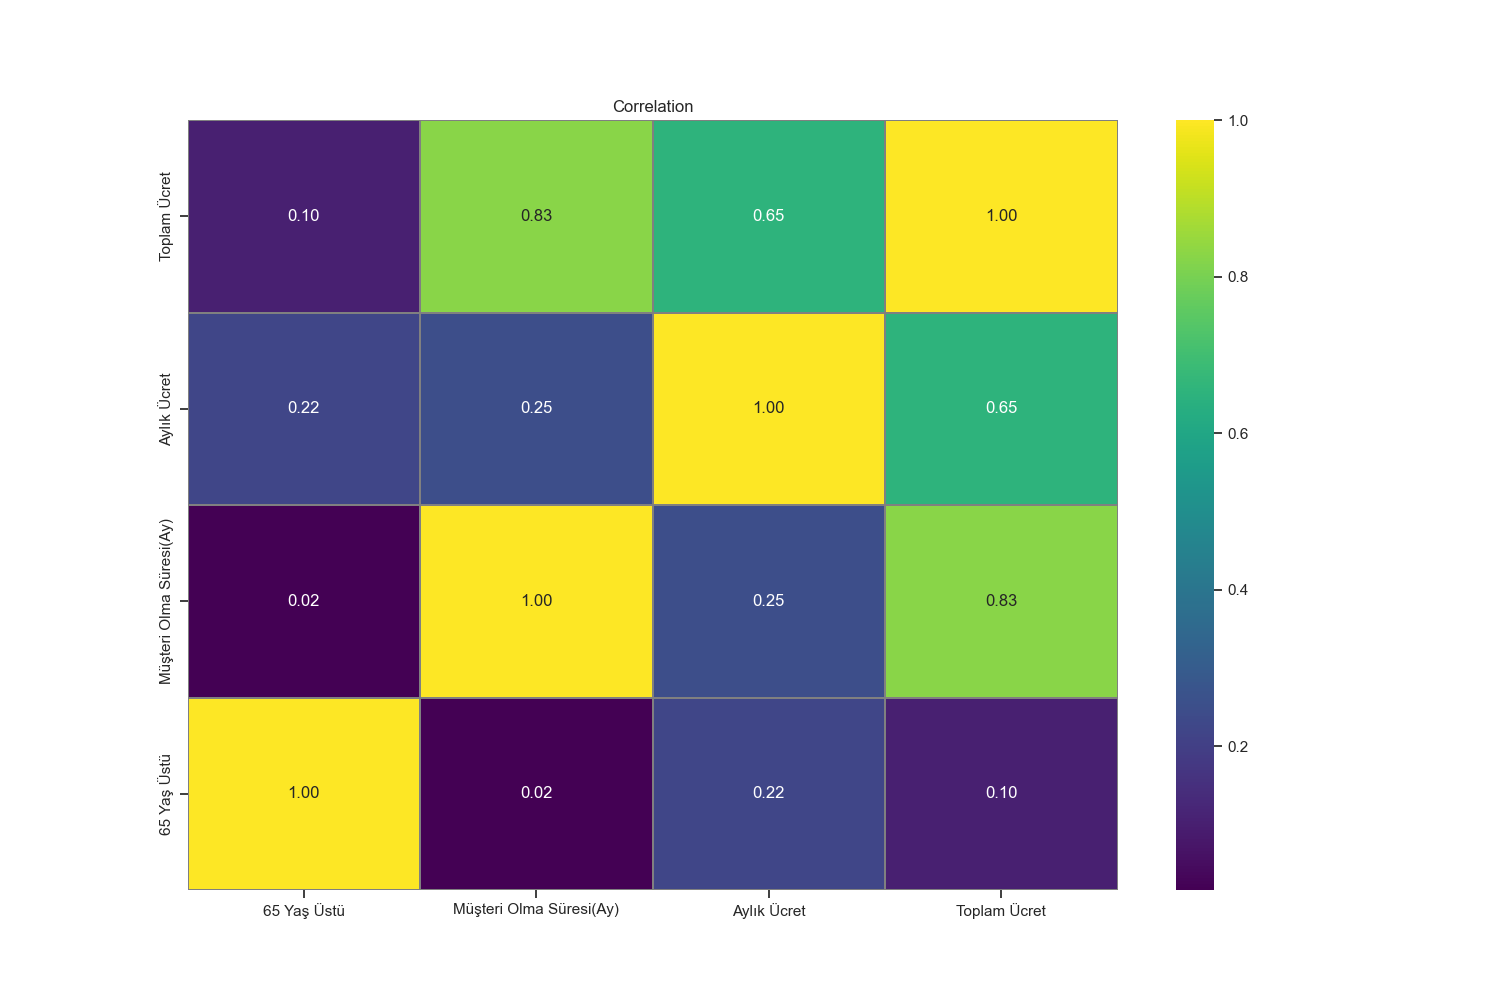 Correlation
Toplam Ücret
0.10 0.83 0.65 1.00
Aylık Ücret
0.22 0.25 1.00 0.65
Müşteri Olma Süresi(Ay)
0.02 1.00 0.25 0.83
65 Yaş Üstü
1.00 0.02 0.22 0.10
65 Yaş Üstü Müşteri Olma Süresi(Ay) Aylık Ücret Toplam Ücret
1.0
0.8
0.6
0.4
0.2